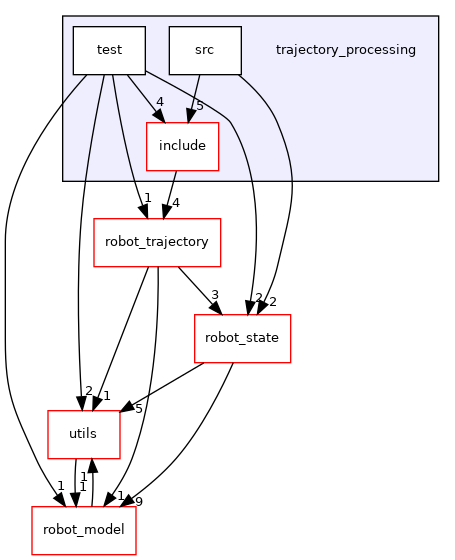 test
src
trajectory_processing
4
5
include
1
4
robot_trajectory
3
2
2
robot_state
2
1
5
utils
1
1
1
1
9
robot_model